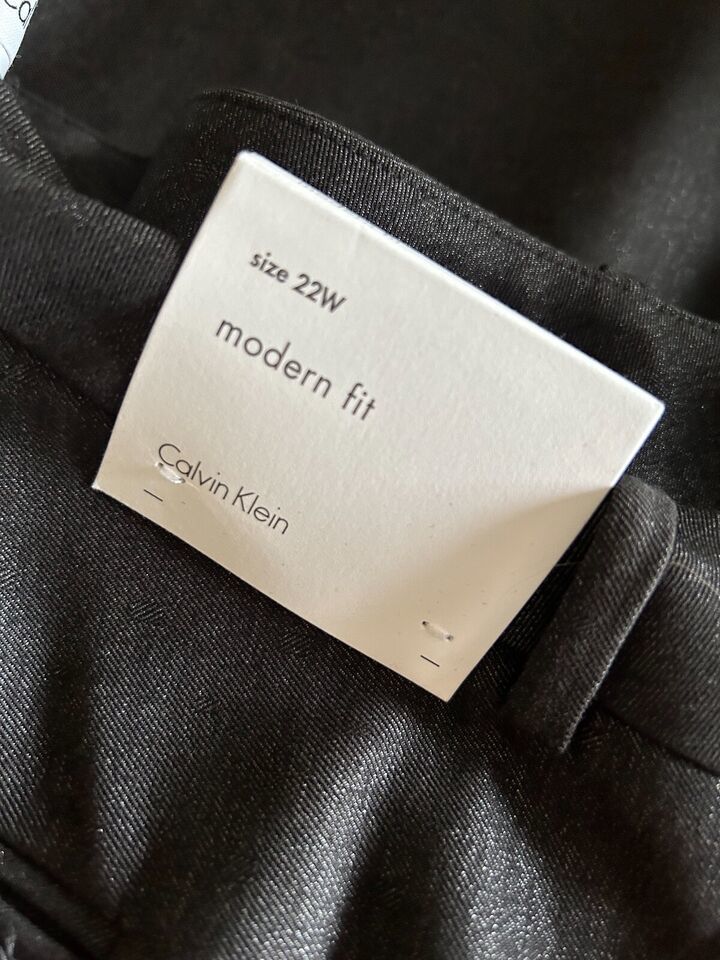 size 22W
modern fit
Calvin Klein